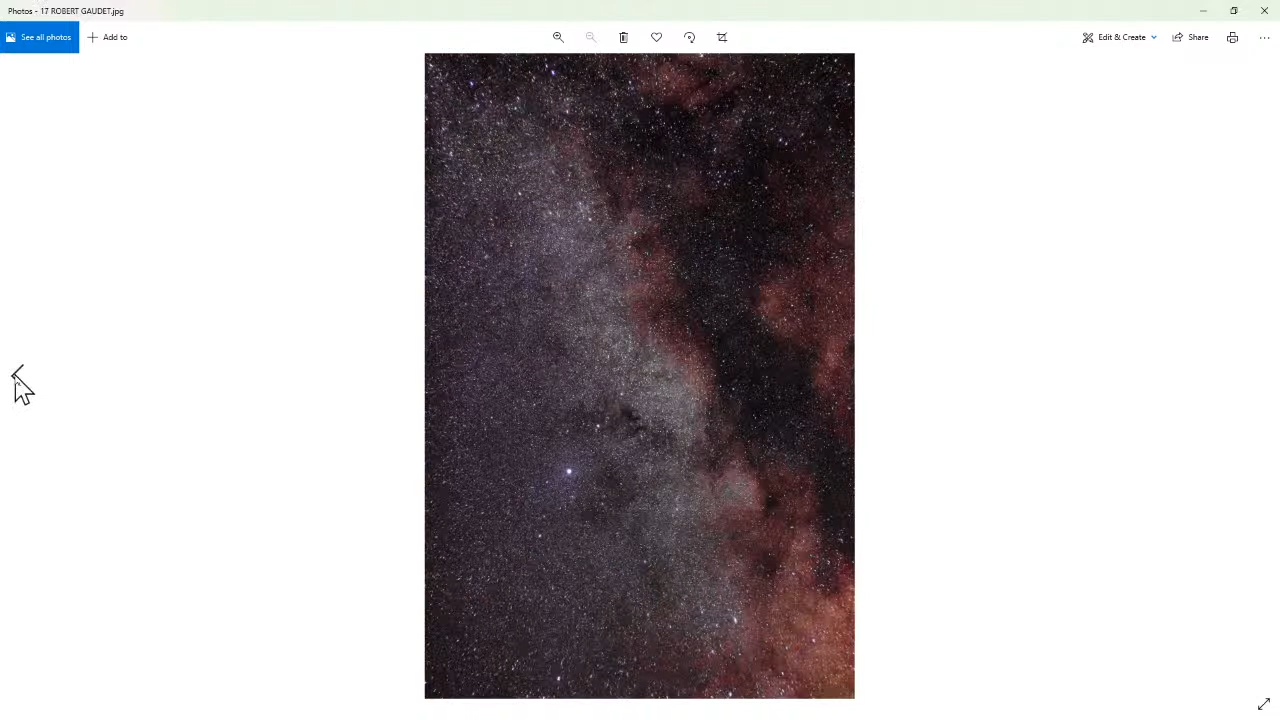 Photos - 17 ROBERT GAUDET.jpg
See all photos
Add to
Edit & Create
Share